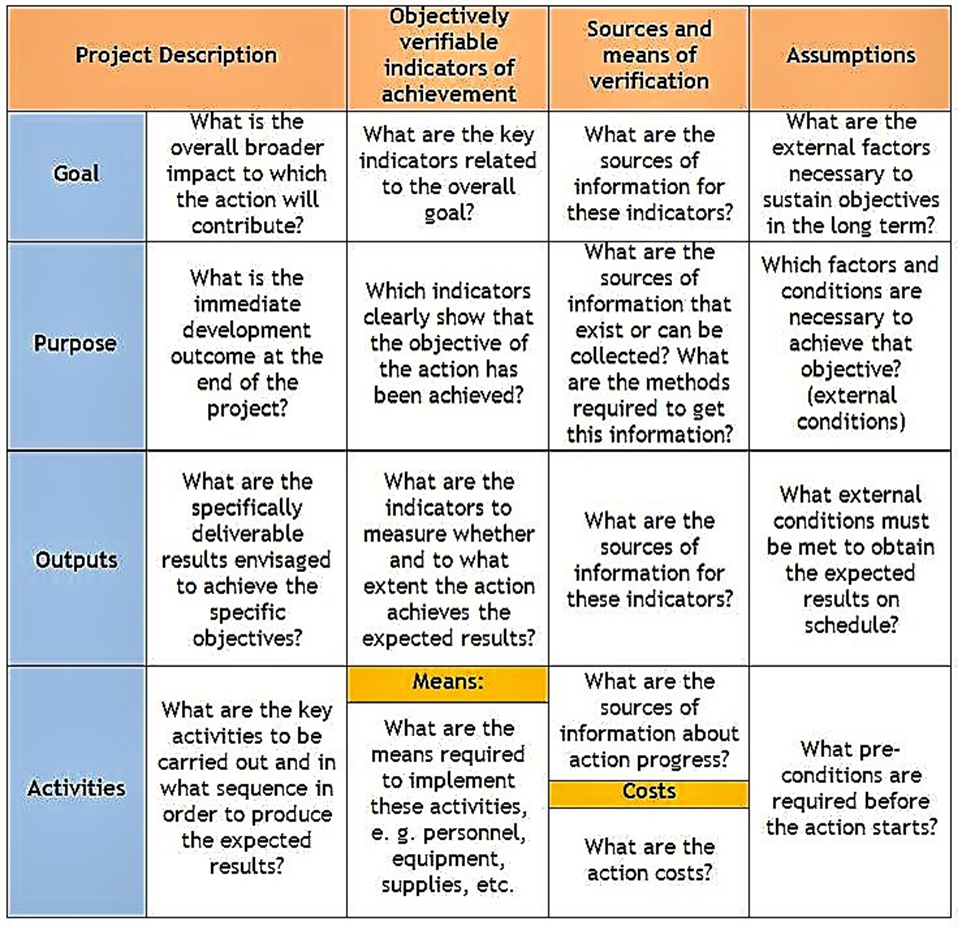 Project Description
Objectively
verifiable
indicators of
achievement
Sources and
means of
verification
Assumptions
Goal
What is the
overall broader
impact to which
the action will
contribute?
What are the key
indicators related
to the overall
goal?
What are the
sources of
information for
these indicators?
What are the
external factors
necessary to
sustain objectives
in the long term?
Purpose
What is the
immediate
development
outcome at the
end of the
project?
Which indicators
clearly show that
the objective of
the action has
been achieved?
What are the
sources of
information that
exist or can be
collected? What
are the methods
required to get
this information?
Which factors and
conditions are
necessary to
achieve that
objective?
(external
conditions)
Outputs
What are the
specifically
deliverable
results envisaged
to achieve the
specific
objectives?
What are the
indicators to
measure whether
and to what
extent the action
achieves the
expected results?
What are the
sources of
information for
these indicators?
What external
conditions must
be met to obtain
the expected
results on
schedule?
Activities
What are the key
activities to be
carried out and in
what sequence in
order to produce
the expected
results?
Means:
What are the
means required
to implement
these activities,
e. g. personnel,
equipment,
supplies, etc.
What are the
sources of
information about
action progress?
Costs
What are the
action costs?
What pre-
conditions are
required before
the action starts?